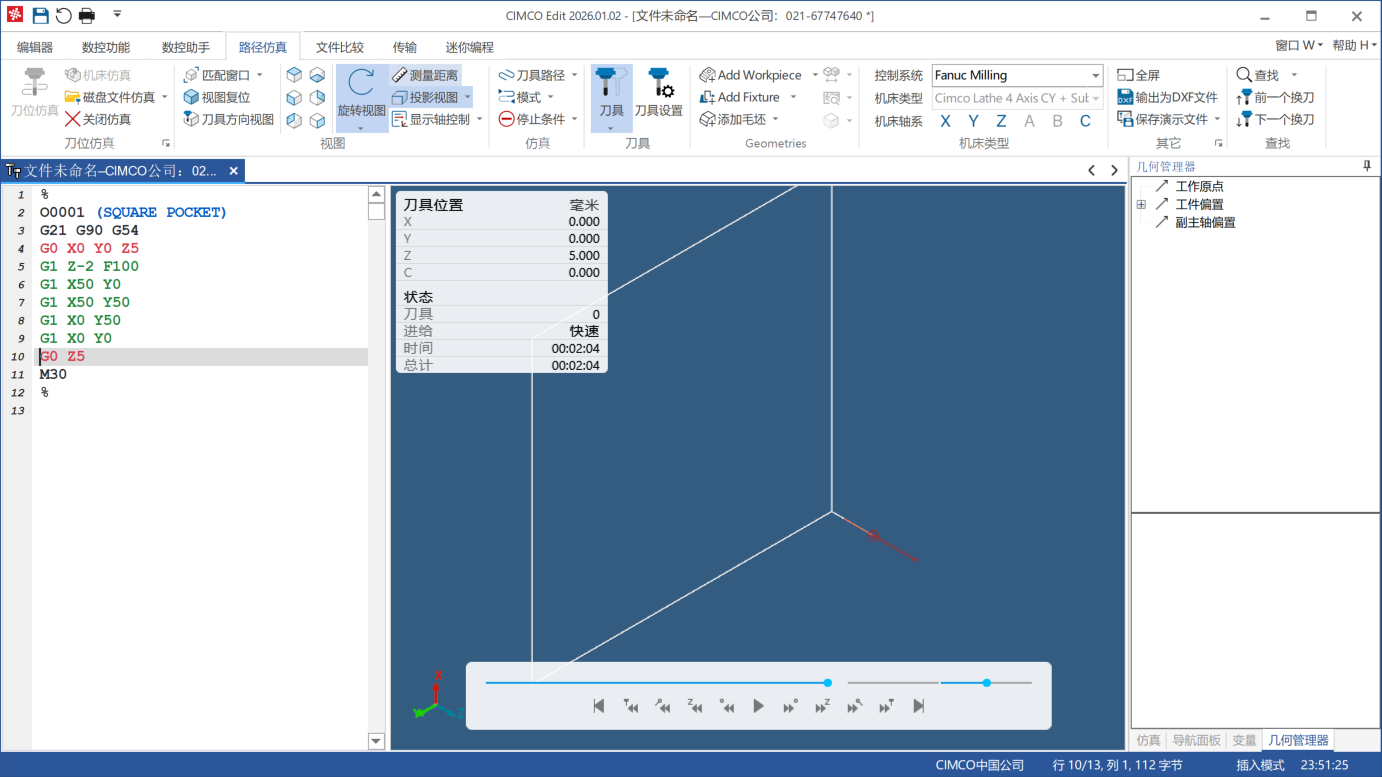 CIMCO Edit 2026.01.02 - [文件未命名—CIMCO公司：021-67747640 *]
编辑器 数控功能 数控助手 路径仿真 文件比较 传输 迷你编程 窗口 W 帮助 H
刀位仿真
机床仿真
磁盘文件仿真
关闭仿真
刀位仿真
匹配窗口
视图复位
刀具方向视图
旋转视图
测量距离
投影视图
显示轴控制
视图
刀具路径
模式
停止条件
仿真
刀具
刀具设置
刀具
Add Workpiece
Add Fixture
添加毛坯
Geometries
控制系统 Fanuc Milling
机床类型 Cimco Lathe 4 Axis CY + Sub
机床轴系 X Y Z A B C
机床类型
全屏
DXF 输出为DXF文件
保存演示文件
其它
查找
前一个换刀
下一个换刀
查找
文件未命名–CIMCO公司：02...
几何管理器
1 %
2 O0001 (SQUARE POCKET)
3 G21 G90 G54
4 G0 X0 Y0 Z5
5 G1 Z-2 F100
6 G1 X50 Y0
7 G1 X50 Y50
8 G1 X0 Y50
9 G1 X0 Y0
10 G0 Z5
11 M30
12 %
13
刀具位置 毫米
X 0.000
Y 0.000
Z 5.000
C 0.000
状态
刀具 0
进给 快速
时间 00:02:04
总计 00:02:04
X
Y
Z
工作原点
工件偏置
副主轴偏置
仿真 导航面板 变量 几何管理器
CIMCO中国公司 行 10/13, 列 1, 112 字节 插入模式 23:51:25